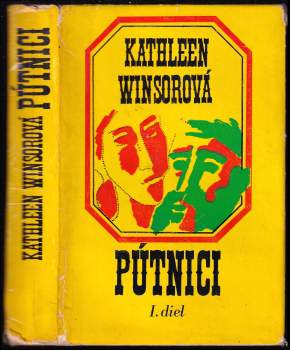 KATHLEEN WINSOROVÁ PÚTNICI
KATHLEEN
WINSOROVÁ
PÚTNICI
I. diel